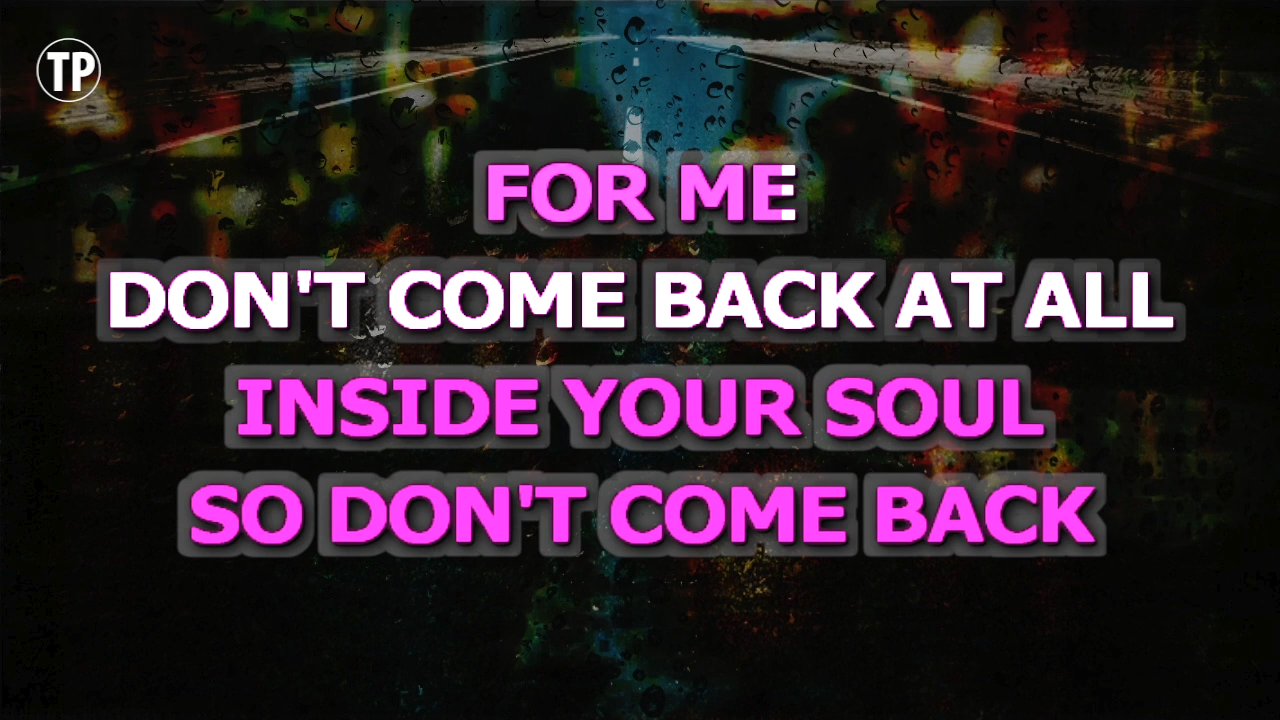 TP
FOR ME
DON'T COME BACK AT ALL
INSIDE YOUR SOUL
SO DON'T COME BACK